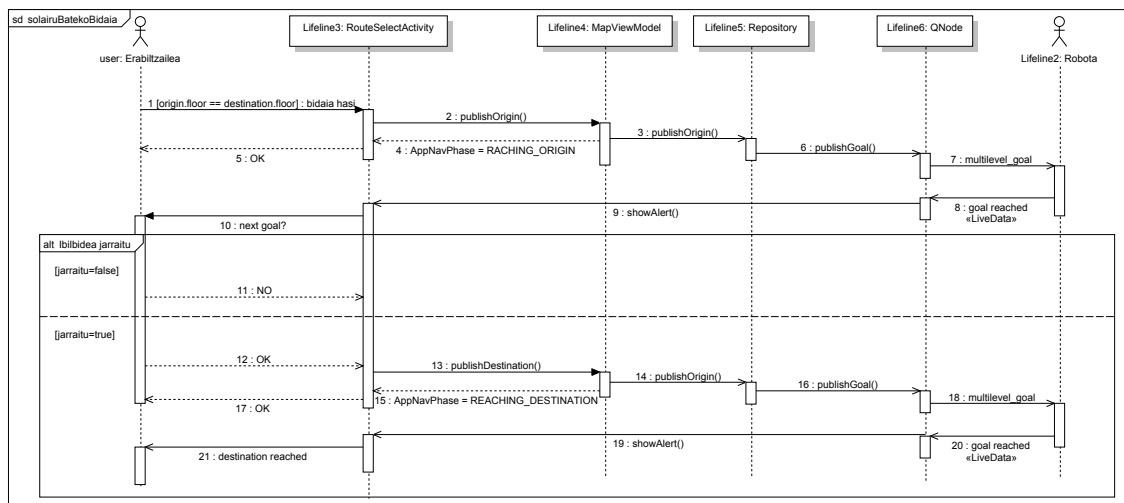 sd solairuBatekoBidaia
user: Erabiltzailea
Lifeline3: RouteSelectActivity
Lifeline4: MapViewModel
Lifeline5: Repository
Lifeline6: QNode
Lifeline2: Robota
1 [origin.floor == destination.floor] : bidaia hasi
2 : publishOrigin()
3 : publishOrigin()
4 : AppNavPhase = RACHING_ORIGIN
5 : OK
6 : publishGoal()
7 : multilevel_goal
8 : goal reached
«LiveData»
9 : showAlert()
10 : next goal?
alt Ibilbidea jarraitu
[jarraitu=false]
11 : NO
[jarraitu=true]
12 : OK
13 : publishDestination()
14 : publishOrigin()
15 : AppNavPhase = REACHING_DESTINATION
16 : publishGoal()
17 : OK
18 : multilevel_goal
19 : showAlert()
20 : goal reached
«LiveData»
21 : destination reached